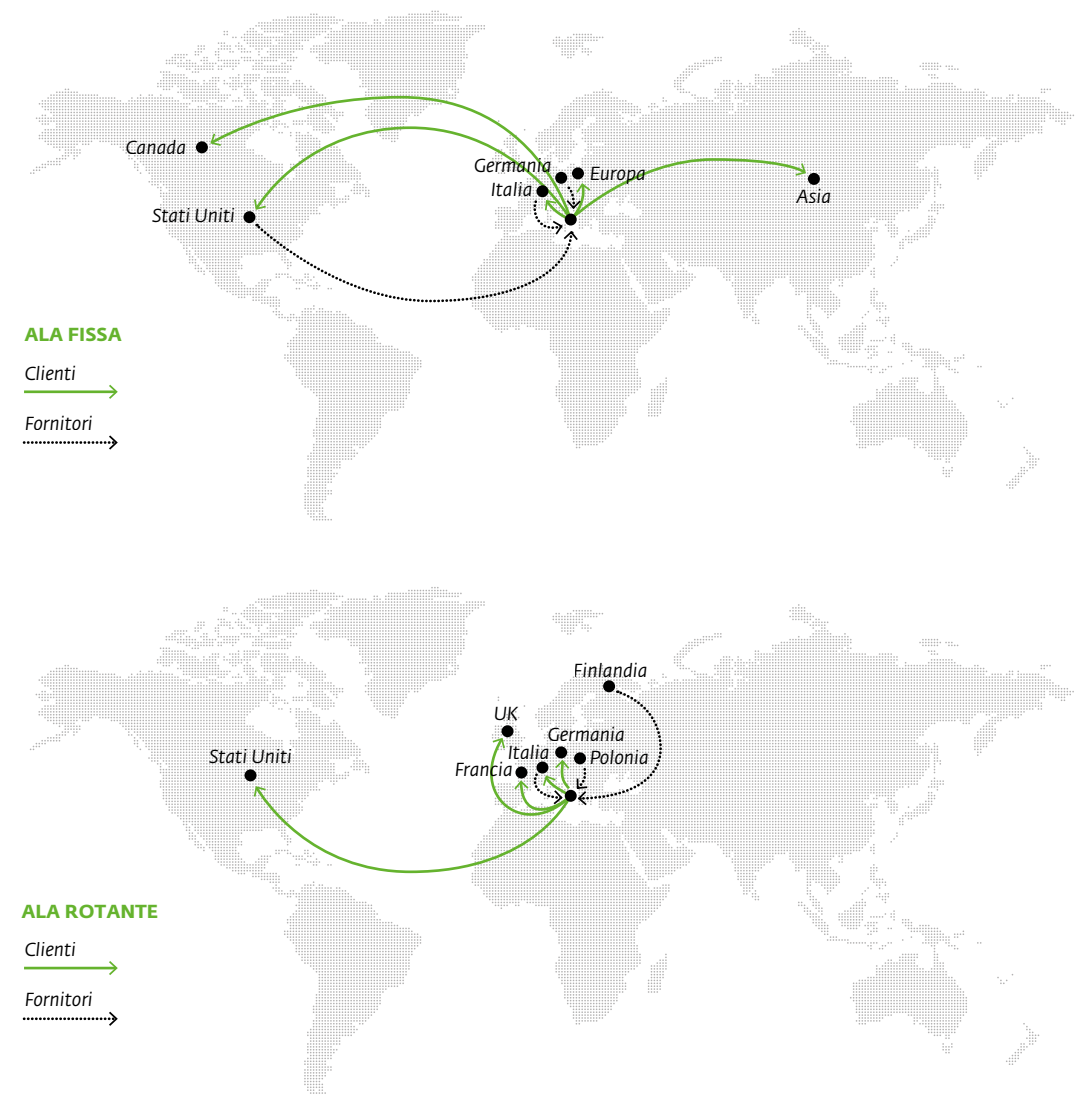 Canada
Germania
Europa
Italia
Asia
Stati Uniti
ALA FISSA
Clienti
Fornitori
Finlandia
UK
Germania
Stati Uniti
Italia
Polonia
Francia
ALA ROTANTE
Clienti
Fornitori